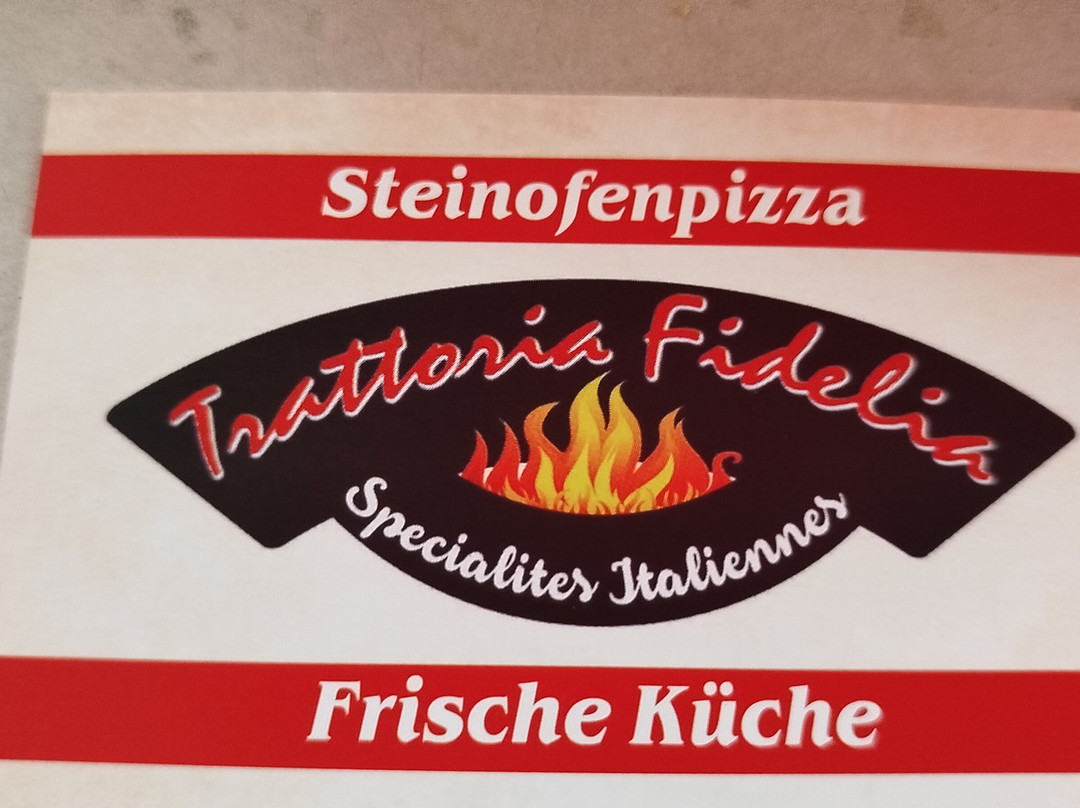 Steinofenpizza
Trattoria Fidelia
Specialites Italiennes
Frische Küche